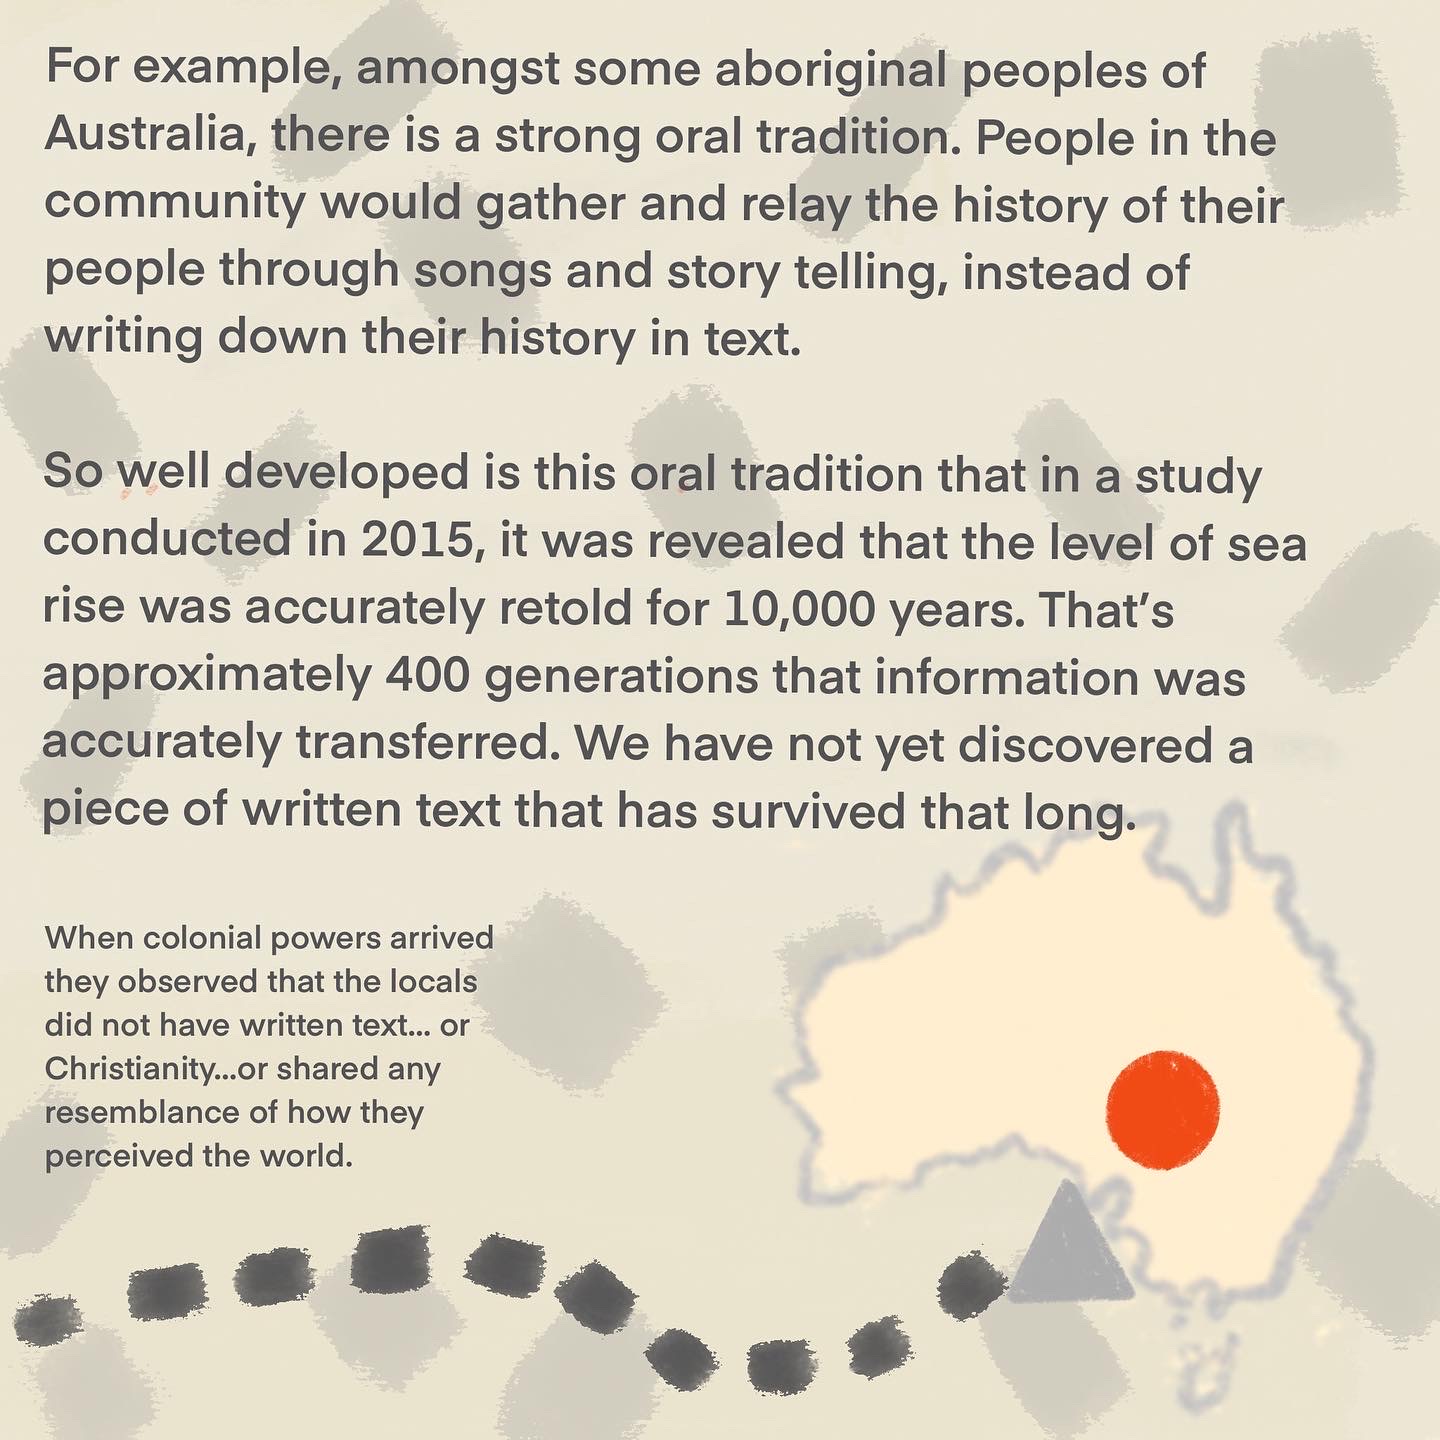 For example, amongst some aboriginal peoples of
Australia, there is a strong oral tradition. People in the
community would gather and relay the history of their
people through songs and story telling, instead of
writing down their history in text.
So well developed is this oral tradition that in a study
conducted in 2015, it was revealed that the level of sea
rise was accurately retold for 10,000 years. That’s
approximately 400 generations that information was
accurately transferred. We have not yet discovered a
piece of written text that has survived that long.
When colonial powers arrived
they observed that the locals
did not have written text... or
Christianity...or shared any
resemblance of how they
perceived the world.